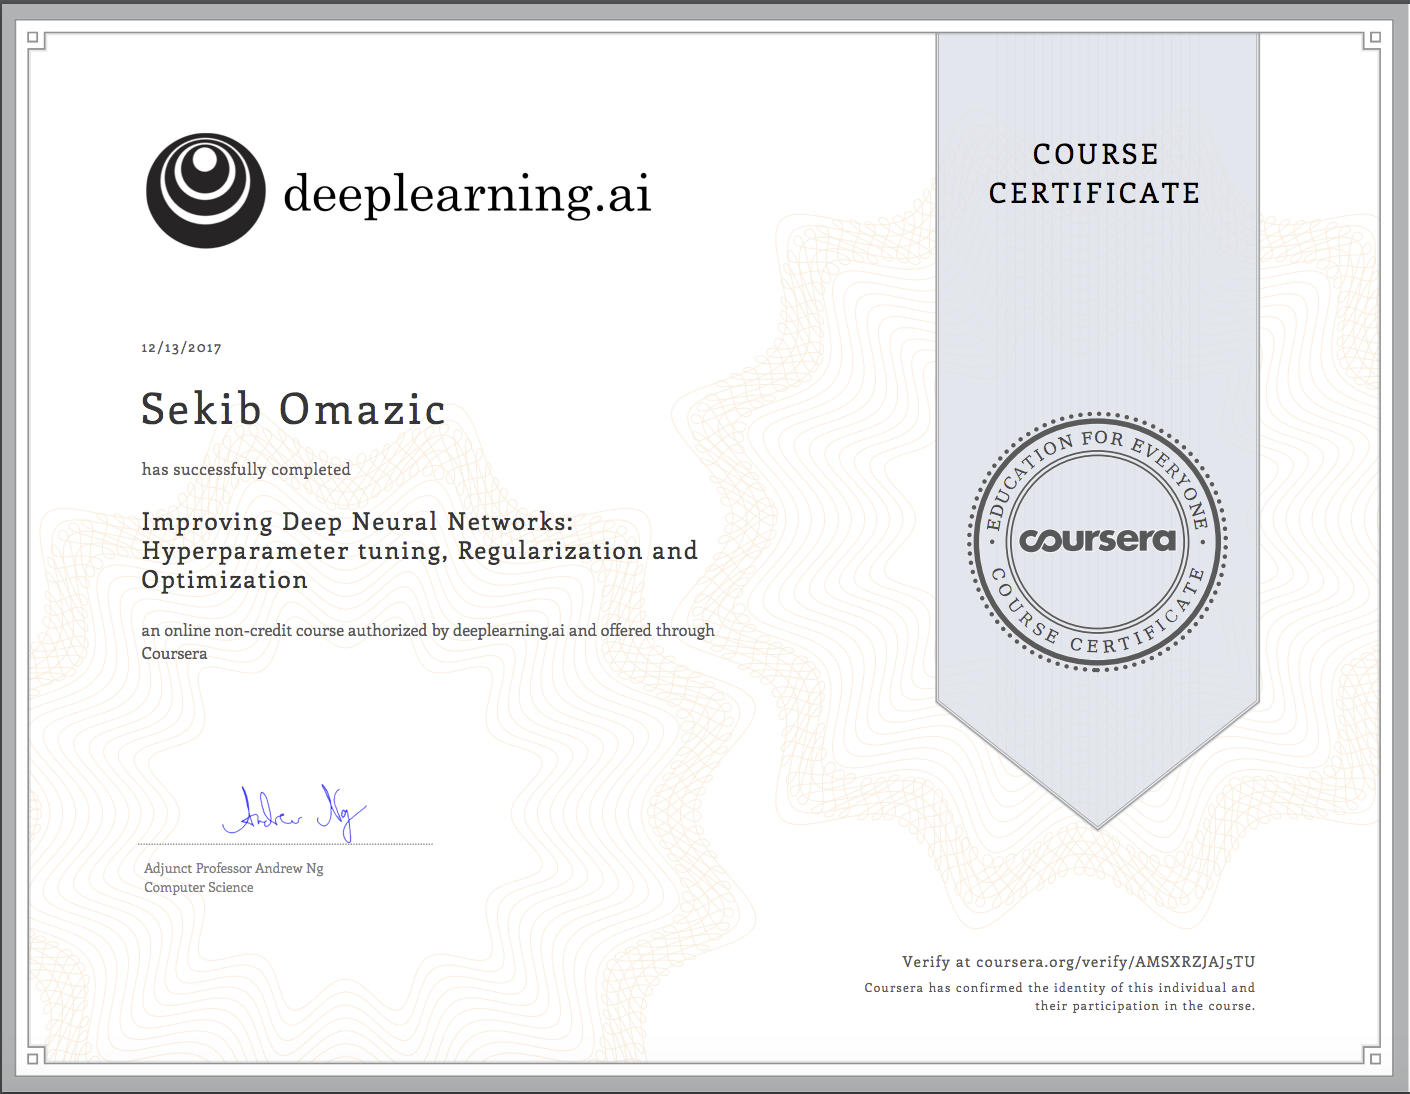 deeplearning.ai
COURSE
CERTIFICATE
12/13/2017
Sekib Omazic
has successfully completed
Improving Deep Neural Networks:
Hyperparameter tuning, Regularization and
Optimization
an online non-credit course authorized by deeplearning.ai and offered through
Coursera
EDUCATION FOR EVERYONE
coursera
COURSE CERTIFICATE
Andrew Ng
Adjunct Professor Andrew Ng
Computer Science
Verify at coursera.org/verify/AMSXRZJAJ5TU
Coursera has confirmed the identity of this individual and
their participation in the course.